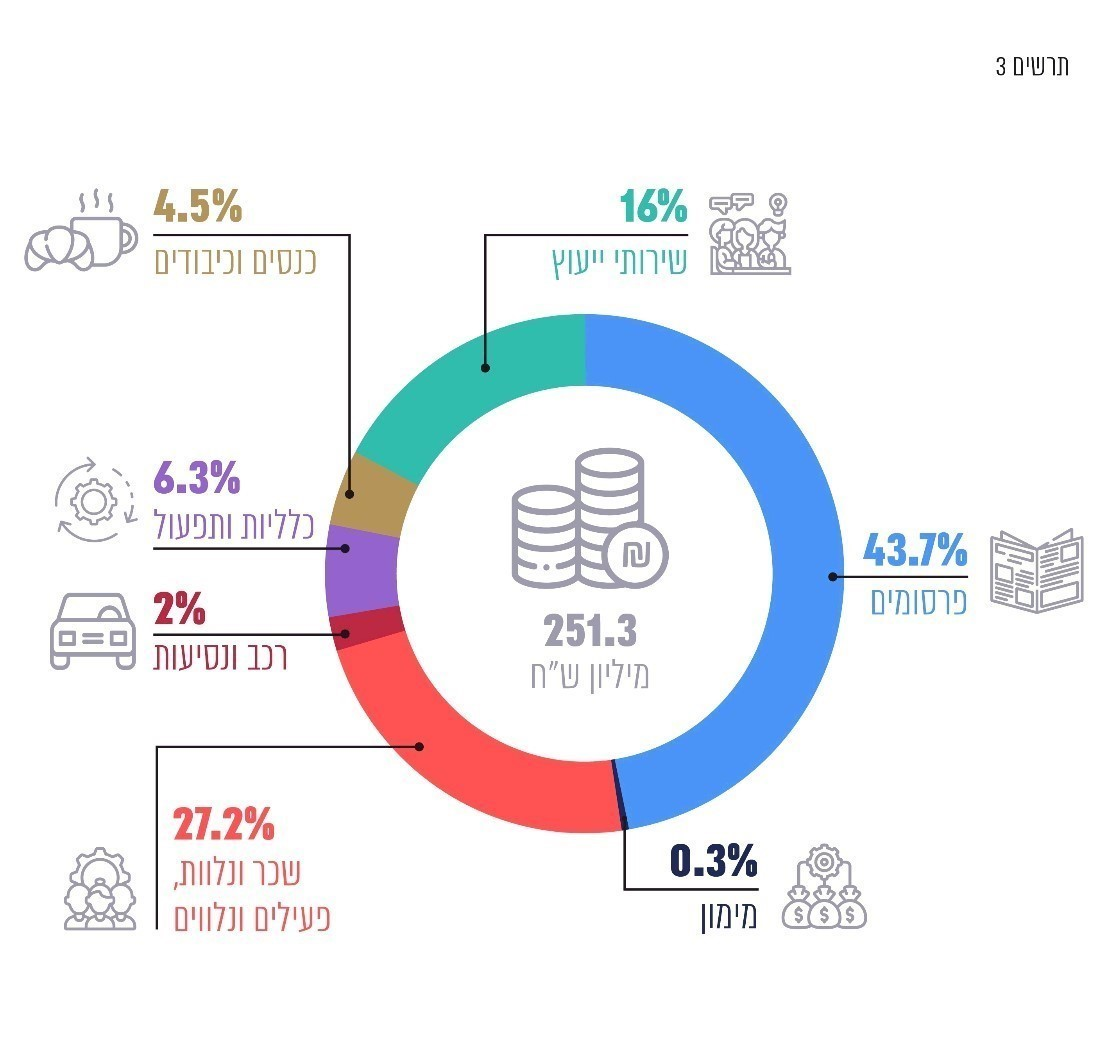 תרשים 3
16%
שירותי ייעוץ
4.5%
כנסים וכיבודים
6.3%
כלליות ותפעול
43.7%
פרסומים
2%
רכב ונסיעות
₪
251.3
מיליון ש"ח
27.2%
שכר ונלוות,
פעילים ונלווים
0.3%
מימון
$ $ $